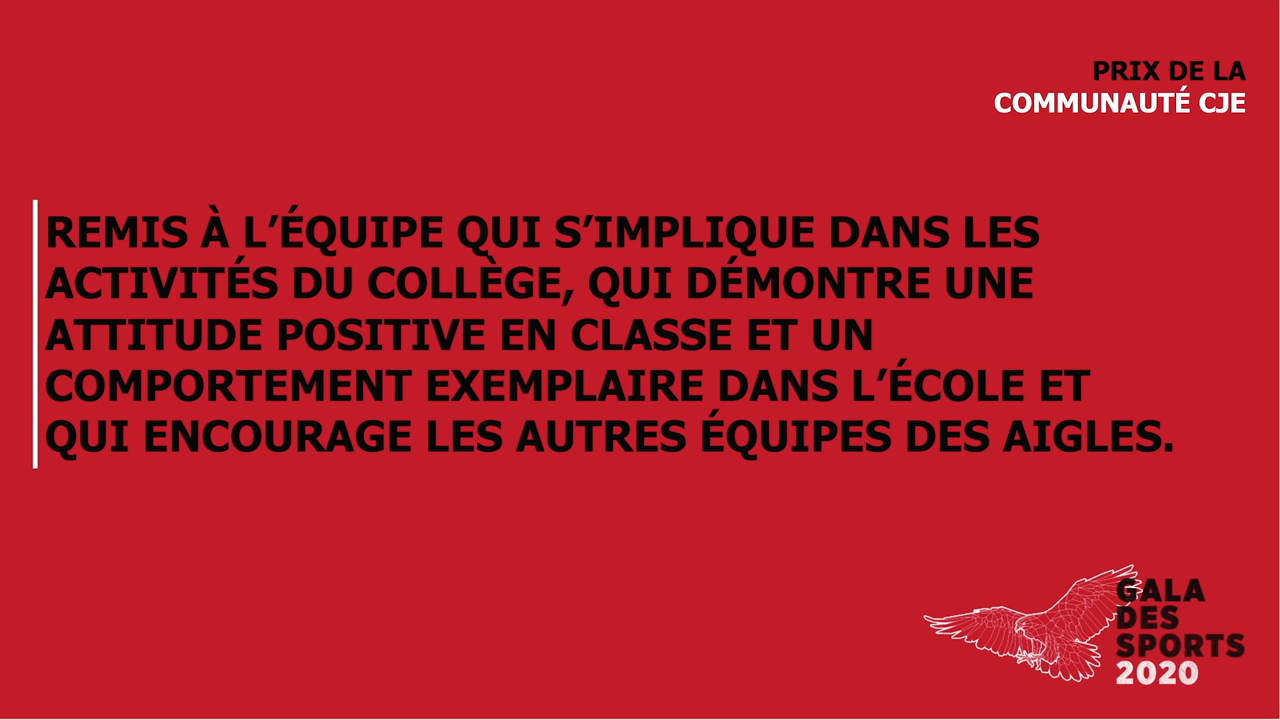 PRIX DE LA
COMMUNAUTÉ CJE
REMIS À L’ÉQUIPE QUI S’IMPLIQUE DANS LES
ACTIVITÉS DU COLLÈGE, QUI DÉMONTRE UNE
ATTITUDE POSITIVE EN CLASSE ET UN
COMPORTEMENT EXEMPLAIRE DANS L’ÉCOLE ET
QUI ENCOURAGE LES AUTRES ÉQUIPES DES AIGLES.
GALA
DES
SPORTS
2020